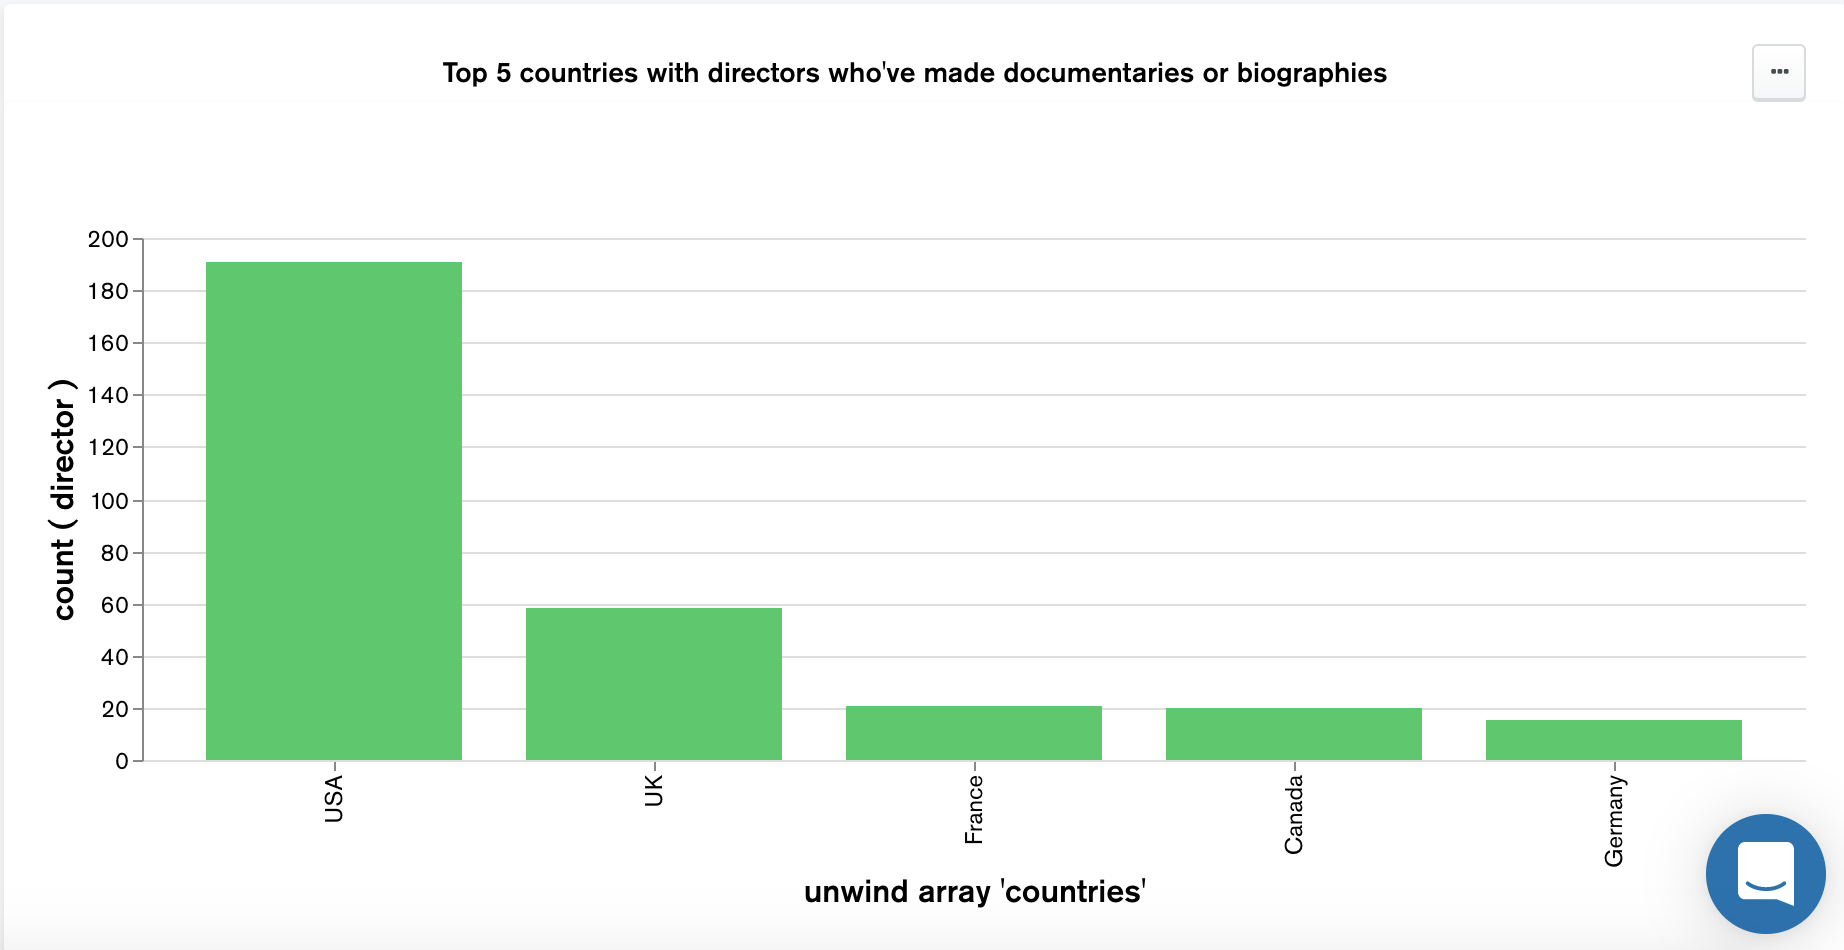 Top 5 countries with directors who've made documentaries or biographies
count ( director )
200
180
160
140
120
100
80
60
40
20
0
USA
UK
France
Canada
Germany
unwind array 'countries'